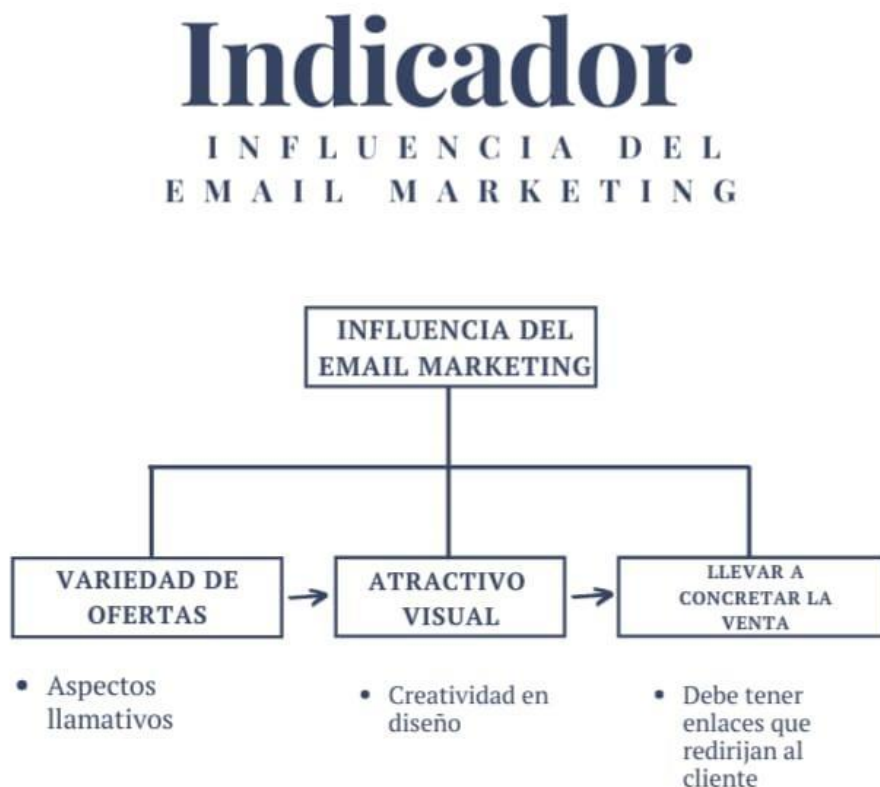 Indicador
INFLUENCIA DEL
EMAIL MARKETING
INFLUENCIA DEL
EMAIL MARKETING
VARIEDAD DE
OFERTAS
ATRACTIVO
VISUAL
LLEVAR A
CONCRETAR LA
VENTA
• Aspectos
llamativos
• Creatividad en
diseño
• Debe tener
enlaces que
redirijan al
cliente